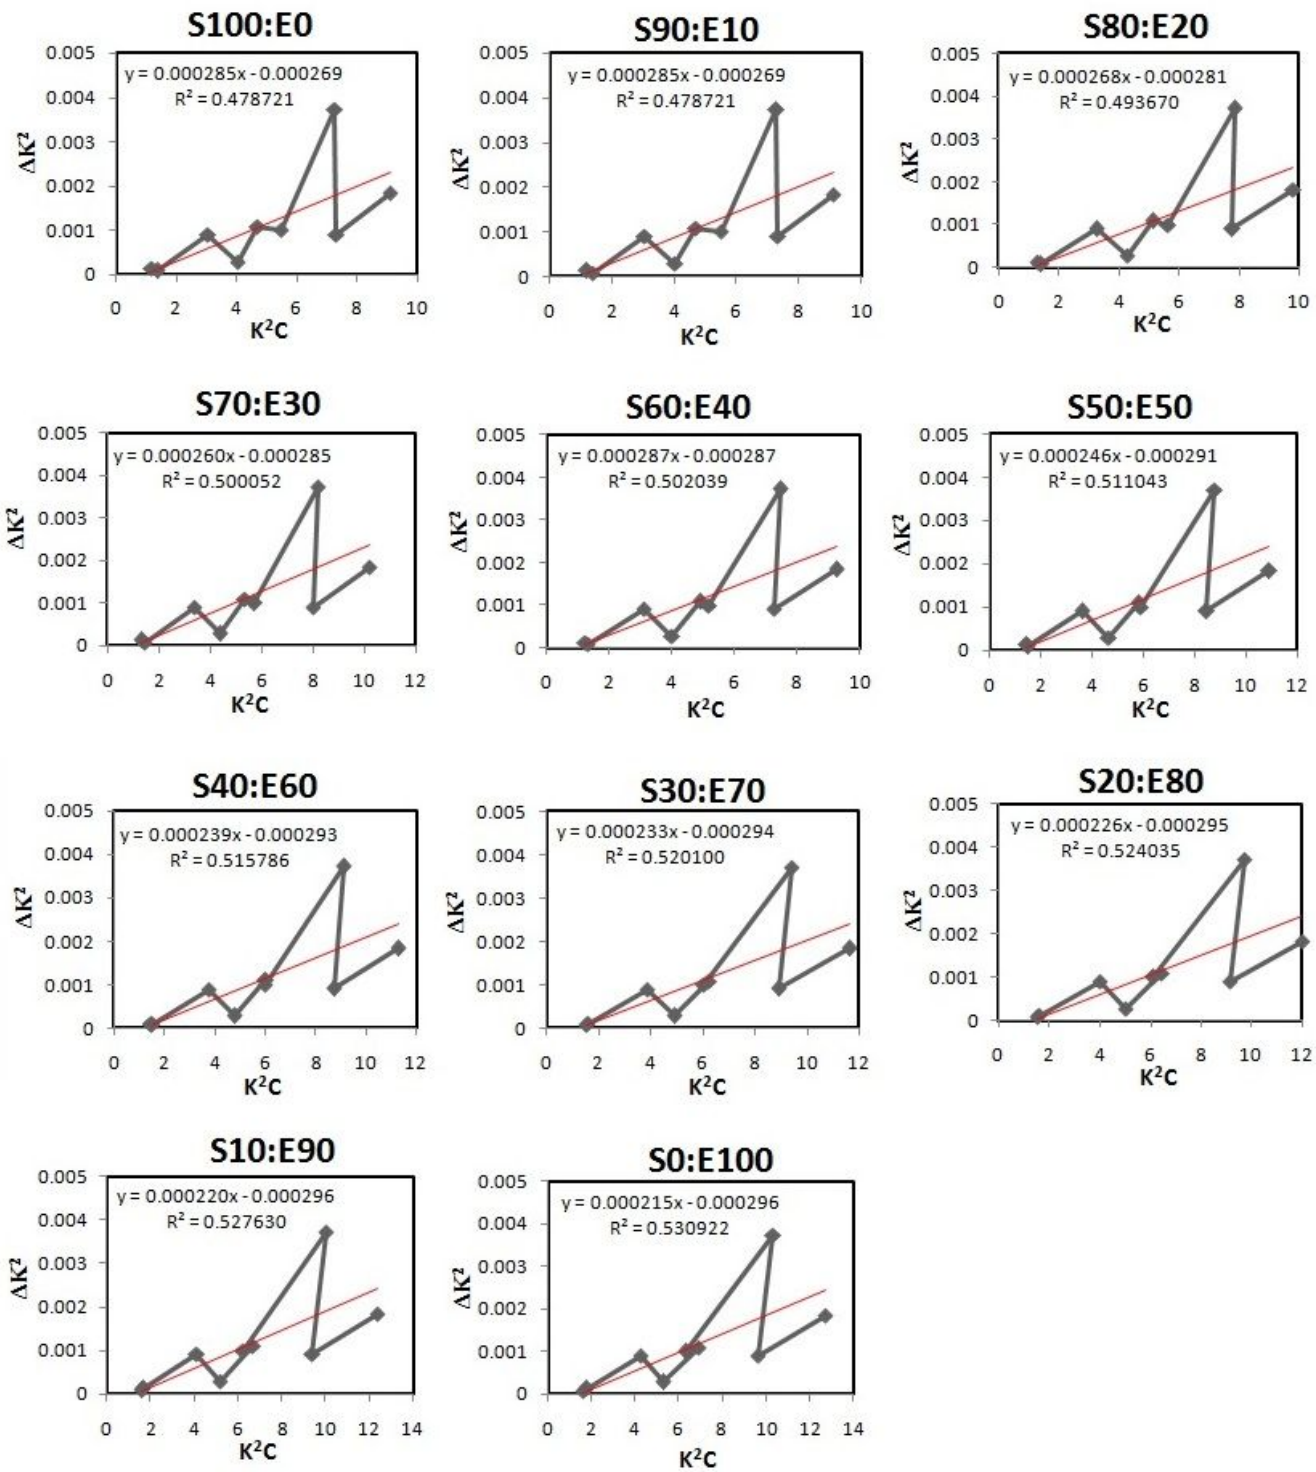 S100:E0
0.005
0.004
0.003
0.002
0.001
0
y = 0.000285x - 0.000269
R² = 0.478721
ΔK²
0 2 4 6 8 10
K²C
S90:E10
0.005
0.004
0.003
0.002
0.001
0
y = 0.000285x - 0.000269
R² = 0.478721
ΔK²
0 2 4 6 8 10
K²C
S80:E20
0.005
0.004
0.003
0.002
0.001
0
y = 0.000268x - 0.000281
R² = 0.493670
ΔK²
0 2 4 6 8 10
K²C
S70:E30
0.005
0.004
0.003
0.002
0.001
0
y = 0.000260x - 0.000285
R² = 0.500052
ΔK²
0 2 4 6 8 10 12
K²C
S60:E40
0.005
0.004
0.003
0.002
0.001
0
y = 0.000287x - 0.000287
R² = 0.502039
ΔK²
0 2 4 6 8 10
K²C
S50:E50
0.005
0.004
0.003
0.002
0.001
0
y = 0.000246x - 0.000291
R² = 0.511043
ΔK²
0 2 4 6 8 10 12
K²C
S40:E60
0.005
0.004
0.003
0.002
0.001
0
y = 0.000239x - 0.000293
R² = 0.515786
ΔK²
0 2 4 6 8 10 12
K²C
S30:E70
0.005
0.004
0.003
0.002
0.001
0
y = 0.000233x - 0.000294
R² = 0.520100
ΔK²
0 2 4 6 8 10 12
K²C
S20:E80
0.005
0.004
0.003
0.002
0.001
0
y = 0.000226x - 0.000295
R² = 0.524035
ΔK²
0 2 4 6 8 10 12
K²C
S10:E90
0.005
0.004
0.003
0.002
0.001
0
y = 0.000220x - 0.000296
R² = 0.527630
ΔK²
0 2 4 6 8 10 12 14
K²C
S0:E100
0.005
0.004
0.003
0.002
0.001
0
y = 0.000215x - 0.000296
R² = 0.530922
ΔK²
0 2 4 6 8 10 12 14
K²C